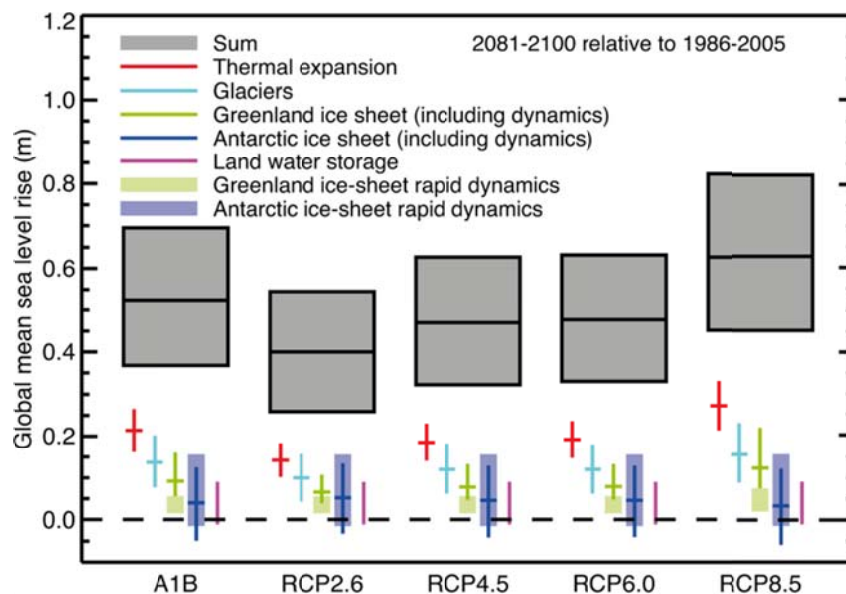 1.2
2081-2100 relative to 1986-2005
Sum
Thermal expansion
Glaciers
Greenland ice sheet (including dynamics)
Antarctic ice sheet (including dynamics)
Land water storage
Greenland ice-sheet rapid dynamics
Antarctic ice-sheet rapid dynamics
1.0
0.8
0.6
0.4
0.2
0.0
Global mean sea level rise (m)
A1B RCP2.6 RCP4.5 RCP6.0 RCP8.5